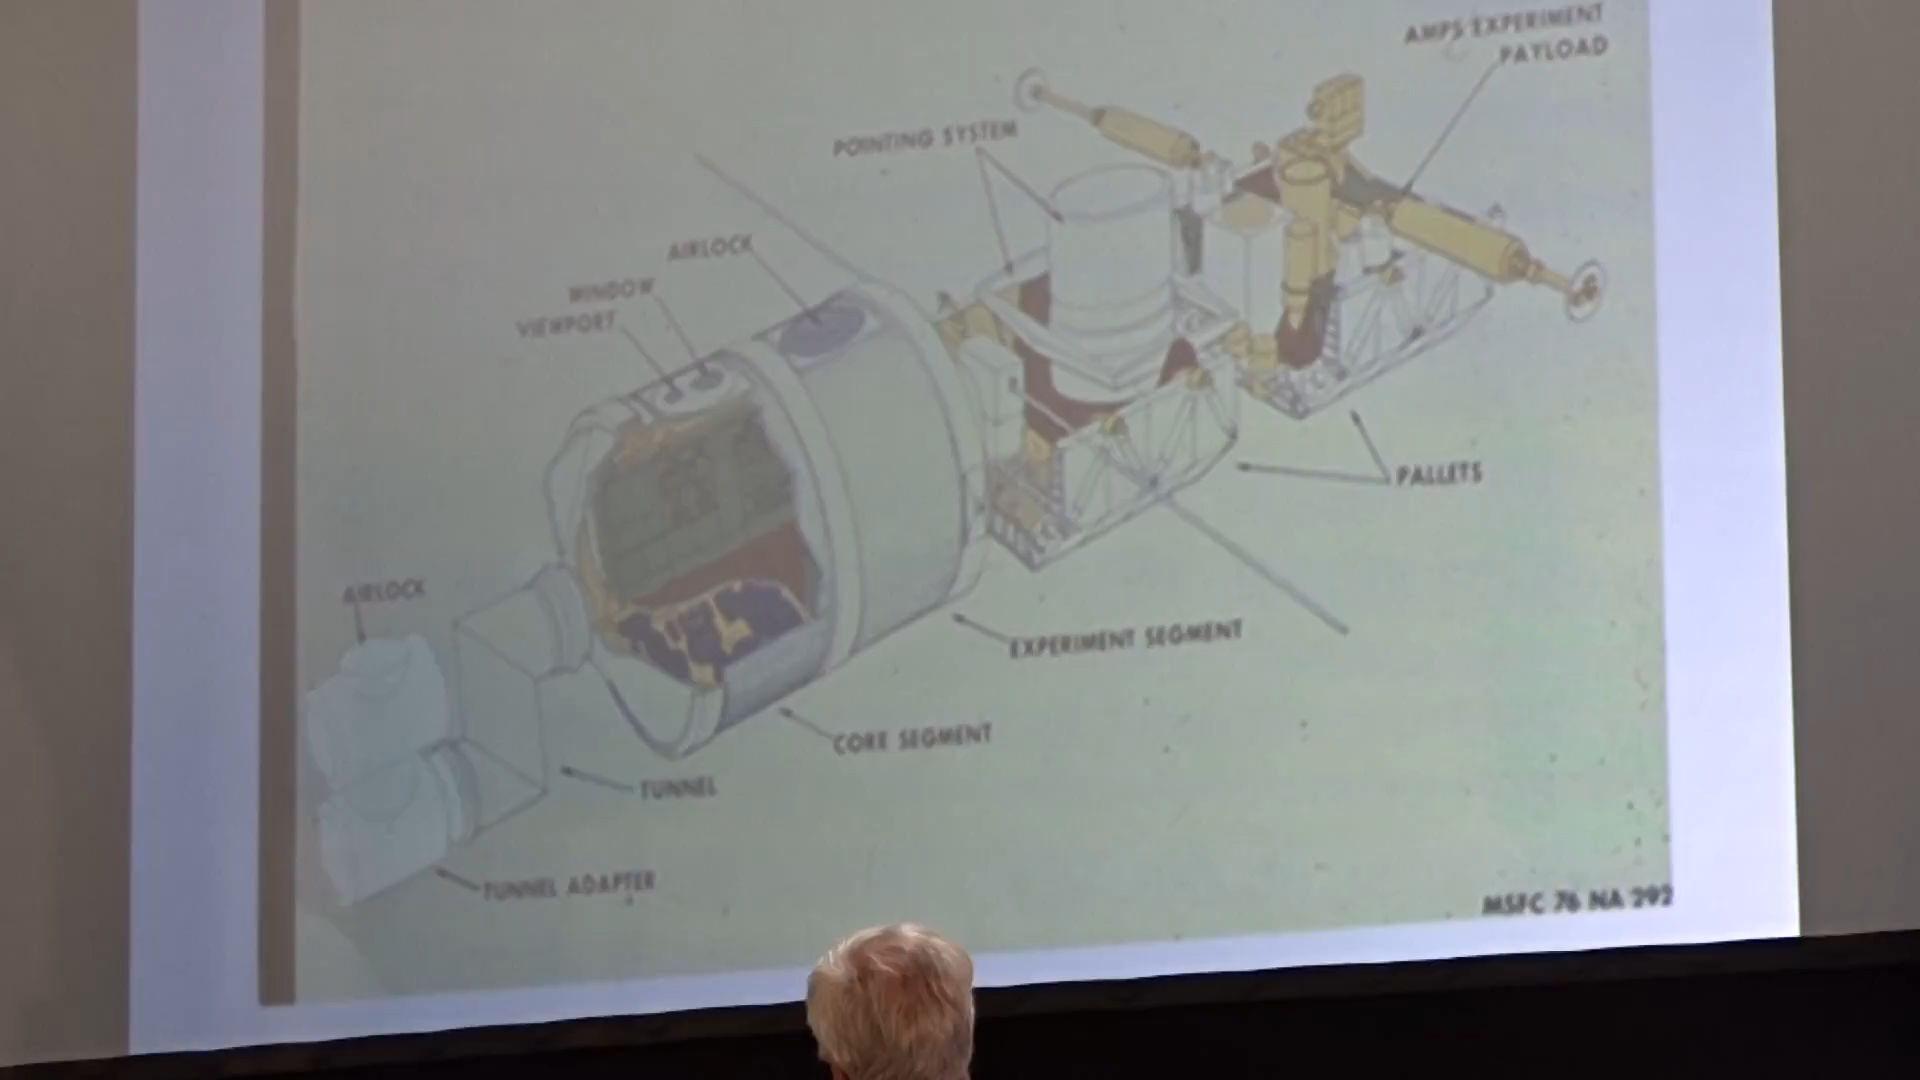 AMPS EXPERIMENT
PAYLOAD
POINTING SYSTEM
AIRLOCK
WINDOW
VIEWPORT
PALLETS
AIRLOCK
EXPERIMENT SEGMENT
CORE SEGMENT
TUNNEL
TUNNEL ADAPTER
MSFC 76 NA 292